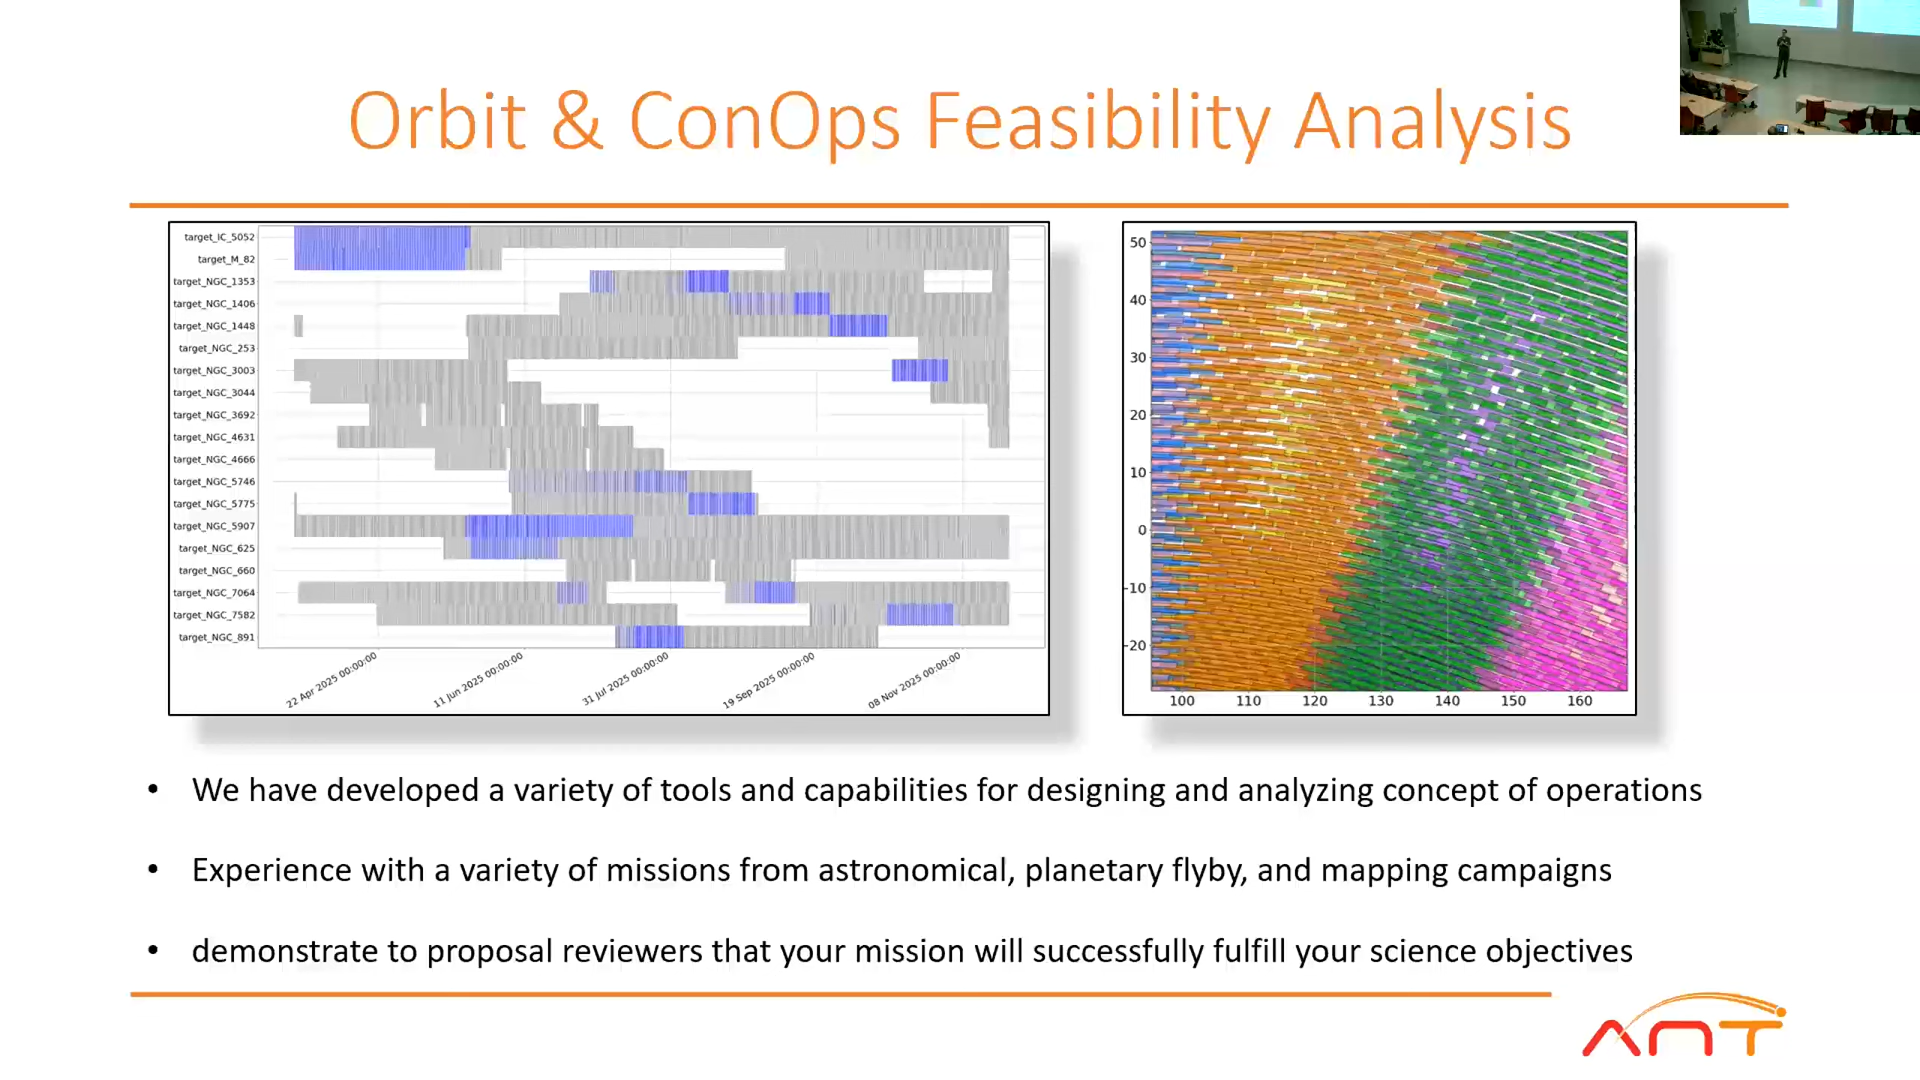 Orbit & ConOps Feasibility Analysis
target_IC_5052
target_M_82
target_NGC_1353
target_NGC_1406
target_NGC_1448
target_NGC_253
target_NGC_3003
target_NGC_3044
target_NGC_3692
target_NGC_4631
target_NGC_4666
target_NGC_5746
target_NGC_5775
target_NGC_5907
target_NGC_625
target_NGC_660
target_NGC_7064
target_NGC_7582
target_NGC_891
22 Apr 2025 00:00:00
11 Jun 2025 00:00:00
31 Jul 2025 00:00:00
19 Sep 2025 00:00:00
08 Nov 2025 00:00:00
50
40
30
20
10
0
-10
-20
100 110 120 130 140 150 160
• We have developed a variety of tools and capabilities for designing and analyzing concept of operations
• Experience with a variety of missions from astronomical, planetary flyby, and mapping campaigns
• demonstrate to proposal reviewers that your mission will successfully fulfill your science objectives
ANT